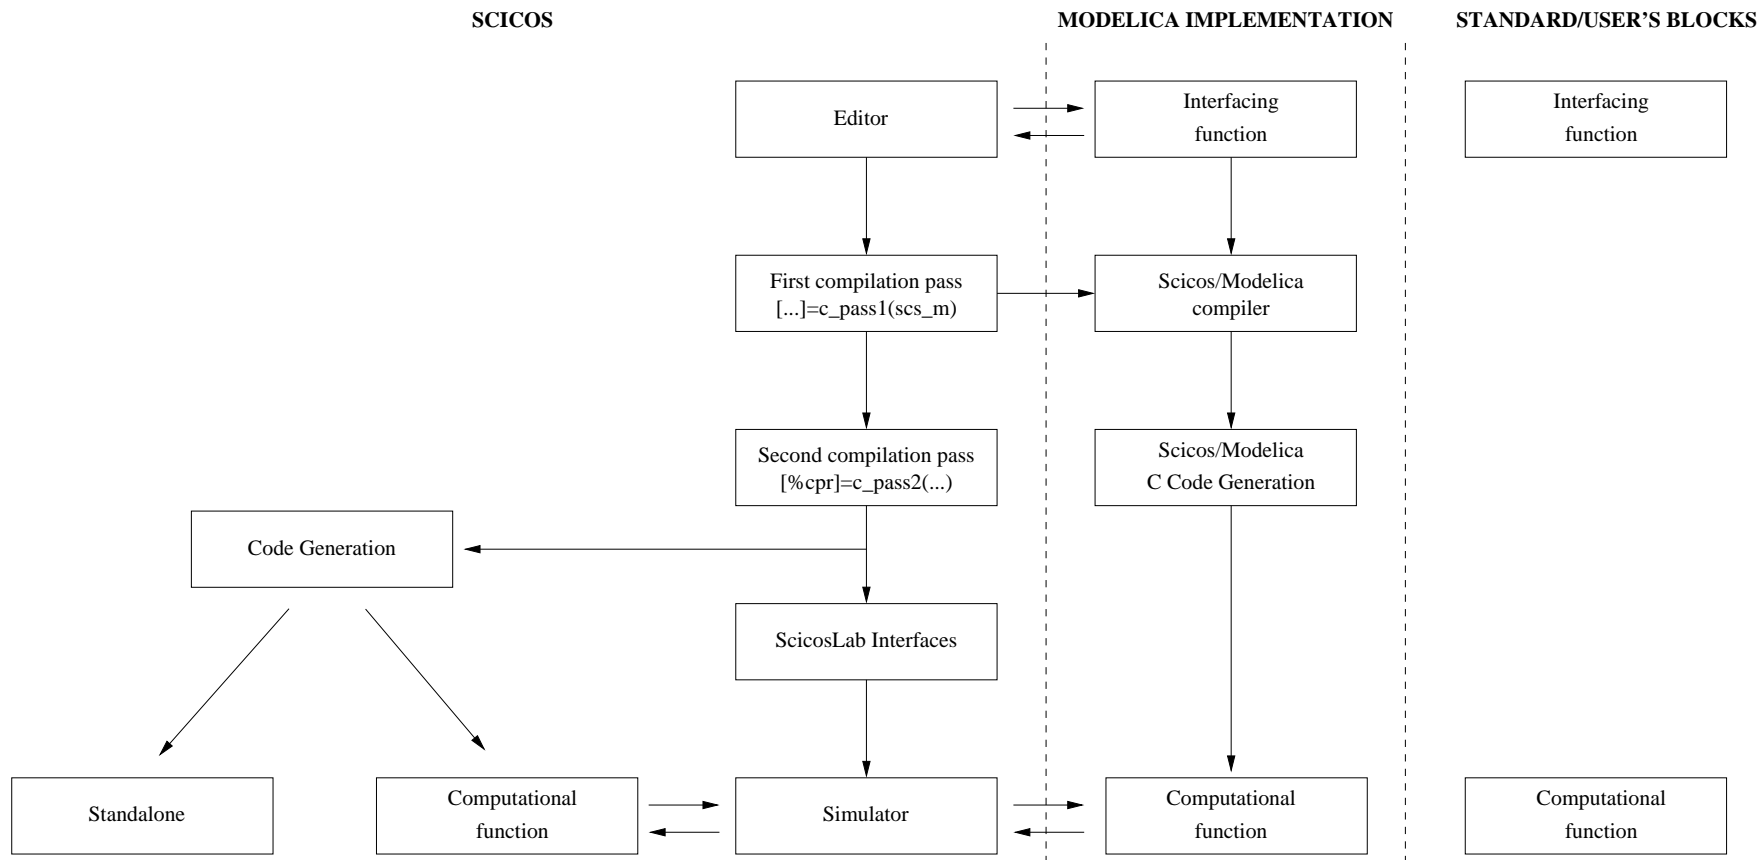 SCICOS
MODELICA IMPLEMENTATION
STANDARD/USER'S BLOCKS
Editor
Interfacing
function
Interfacing
function
First compilation pass
[...]=c_pass1(scs_m)
Scicos/Modelica
compiler
Second compilation pass
[%cpr]=c_pass2(...)
Scicos/Modelica
C Code Generation
Code Generation
ScicosLab Interfaces
Standalone
Computational
function
Simulator
Computational
function
Computational
function